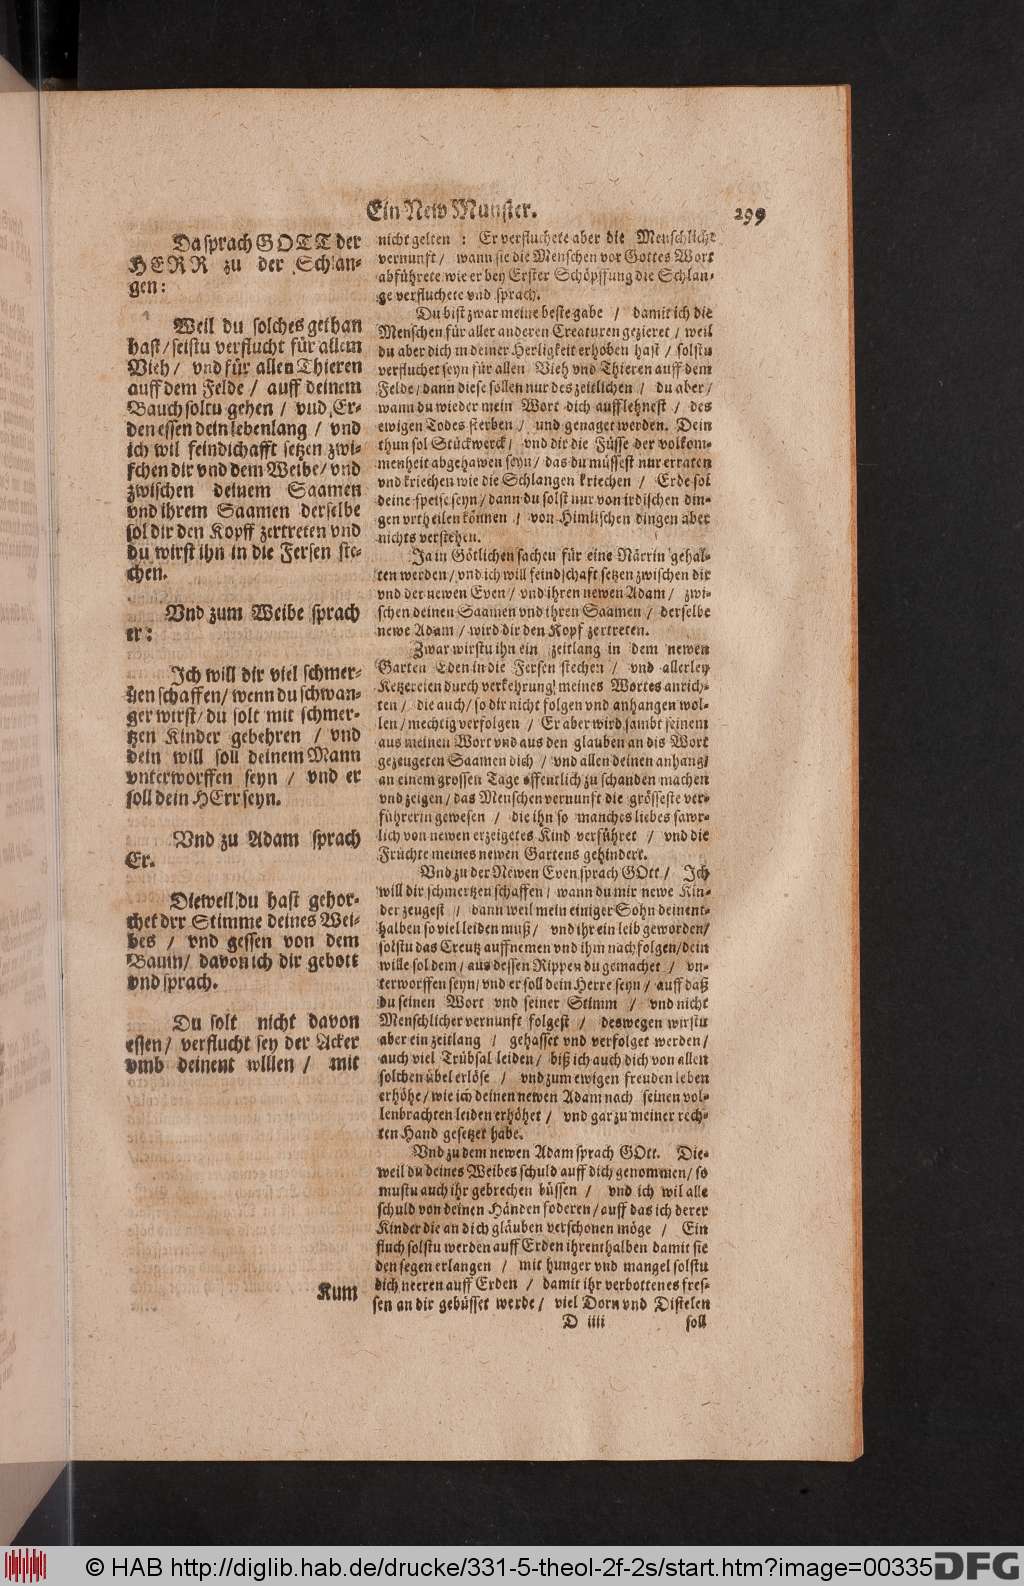 Ein New Munster.
299
Da sprach GOTT der
HERR zu der Schlan-
gen:
Weil du solches gethan
hast/ seistu verflucht für allem
Vieh/ vnd für allen Thieren
auff dem Felde/ auff deinem
Bauch soltu gehen/ vnd Er-
den essen dein lebenlang/ vnd
ich wil feindschafft setzen zwi-
schen dir vnd dem Weibe/ vnd
zwischen deinem Saamen
vnd ihrem Saamen derselbe
sol dir den Kopff zertreten vnd
du wirst ihn in die Fersen ste-
chen.
Vnd zum Weibe sprach
er:
Ich will dir viel schmer-
tzen schaffen/ wenn du schwan-
ger wirst/ du solt mit schmer-
tzen Kinder gebehren/ vnd
dein will soll deinem Mann
vnterworffen seyn/ vnd er
soll dein HErr seyn.
Vnd zu Adam sprach
Er.
Dieweil du hast gehor-
chet drr Stimme deines Wei-
bes/ vnd gessen von dem
Baum/ davon ich dir gebott
vnd sprach.
Du solt nicht davon
essen/ verflucht sey der Acker
vmb deinent willen/ mit
Kum
nicht gelten: Er verfluchete aber die Menschliche
vernunft/ wann sie die Menschen vor Gottes Wort
abführete wie er bey Erster Schöpffung die Schlan-
ge verfluchete vnd sprach.
Du bist zwar meine beste gabe/ damit ich die
Menschen für aller anderen Creaturen gezieret/ weil
du aber dich in deiner Herligkeit erhoben hast/ solstu
verfluchet seyn für allen Vieh vnd Thieren auff dem
Felde/ dann diese sollen nur des zeitlichen/ du aber/
wann du wieder mein Wort dich aufflehnest/ des
ewigen Todes sterben/ und genaget werden. Dein
thun sol Stückwerck/ vnd dir die Füsse der volkom-
menheit abgehawen seyn/ das du müssest nur erraten
vnd kriechen wie die Schlangen kriechen/ Erde sol
deine speise seyn/ dann du solst nur von irdischen din-
gen vrtheilen können/ von Himlischen dingen aber
nichts verstehen.
Ja in Götlichen sachen für eine Närrin gehal-
ten werden/ vnd ich will feindschaft setzen zwischen dir
vnd der newen Even/ vnd ihren newen Adam/ zwi-
schen deinen Saamen vnd ihren Saamen/ derselbe
newe Adam/ wird dir den Kopf zertreten.
Zwar wirstu ihn ein zeitlang in dem newen
Garten Eden in die Fersen stechen/ vnd allerley
Ketzereien durch verkehrung meines Wortes anrich-
ten/ die auch/ so dir nicht folgen vnd anhangen wol-
len/ mechtig verfolgen/ Er aber wird sambt seinem
aus meinen Wort vnd aus den glauben an dis Wort
gezeugeten Saamen dich/ vnd allen deinen anhang/
an einem grossen Tage offentlich zu schanden machen
vnd zeigen/ das Menschen vernunft die grösseste ver-
führerin gewesen/ die ihn so manches liebes sawr-
lich von newen erzeigetes Kind verführet/ vnd die
Früchte meines newen Gartens gehindert.
Vnd zu der Newen Even sprach GOtt/ Ich
will dir schmertzen schaffen/ wann du mir newe Kin-
der zeugest/ dann weil mein einiger Sohn deinent-
halben so viel leiden muß/ vnd ihr ein leib geworden/
solstu das Creutz auffnemen vnd ihm nachfolgen/ dein
wille sol dem/ aus dessen Rippen du gemachet/ vn-
terworffen seyn/ vnd er soll dein Herre seyn/ auff daß
du seinen Wort vnd seiner Stimm/ vnd nicht
Menschlicher vernunft folgest/ deswegen wirstu
aber ein zeitlang/ gehasset vnd verfolget werden/
auch viel Trübsal leiden/ biß ich auch dich von allen
solchen übel erlöse/ vnd zum ewigen freuden leben
erhöhe/ wie ich deinen newen Adam nach seinen vol-
lenbrachten leiden erhöhet/ vnd gar zu meiner rech-
ten Hand gesetzet habe.
Vnd zu dem newen Adam sprach GOtt. Die-
weil du deines Weibes schuld auff dich genommen/ so
mustu auch ihr gebrechen büssen/ vnd ich wil alle
schuld von deinen Händen foderen/ auff das ich derer
Kinder die an dich gläuben verschonen möge/ Ein
fluch solstu werden auff Erden ihrenthalben damit sie
den segen erlangen/ mit hunger vnd mangel solstu
dich neeren auff Erden/ damit ihr verbottenes fres-
sen an dir gebüsset werde/ viel Dorn vnd Distelen
D iiii
soll
© HAB http://diglib.hab.de/drucke/331-5-theol-2f-2s/start.htm?image=00335
DFG